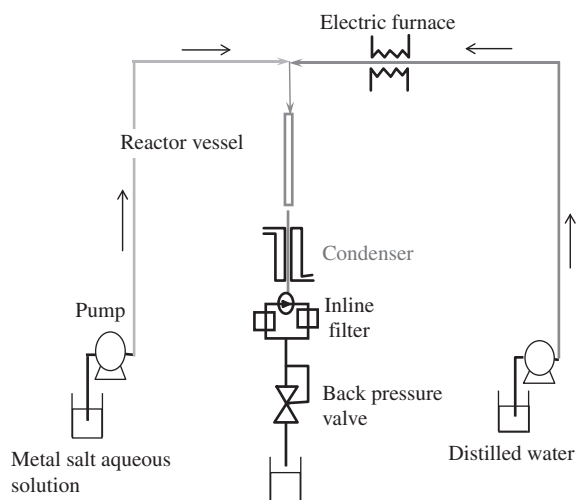 Electric furnace
Reactor vessel
Condenser
Pump
Inline
filter
Back pressure
valve
Metal salt aqueous
solution
Distilled water